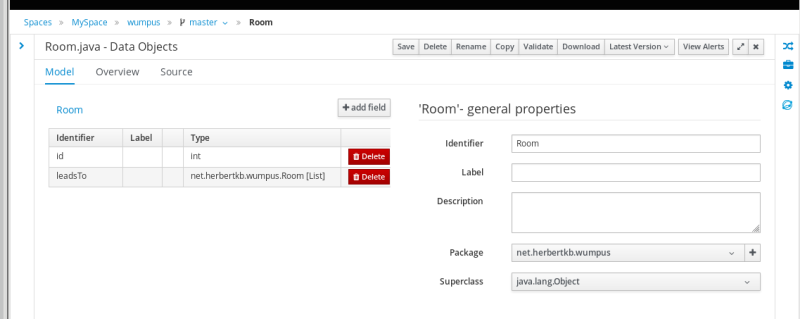 Spaces » MySpace » wumpus » master » Room
Room.java - Data Objects
Save Delete Rename Copy Validate Download Latest Version View Alerts
Model Overview Source
Room
+ add field
Identifier Label Type
id int Delete
leadsTo net.herbertkb.wumpus.Room [List] Delete
'Room'- general properties
Identifier Room
Label
Description
Package net.herbertkb.wumpus +
Superclass java.lang.Object